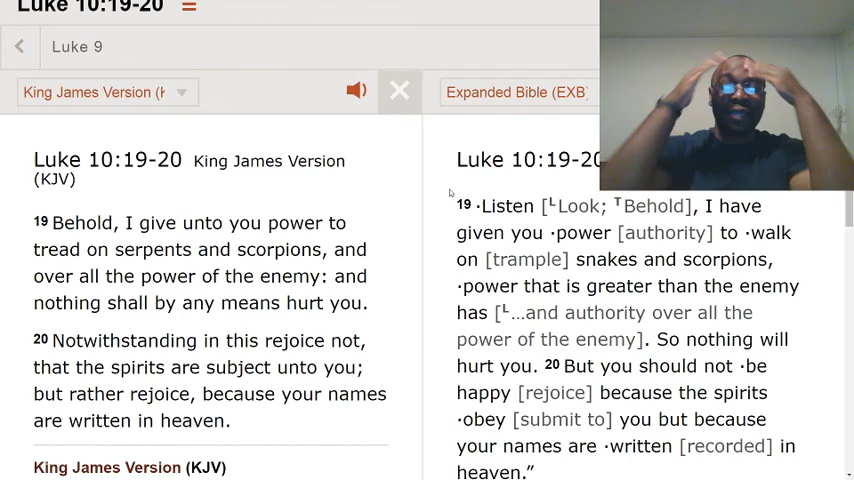 Luke 10:19-20
Luke 9
King James Version (K
Expanded Bible (EXB)
Luke 10:19-20 King James Version
(KJV)
19 Behold, I give unto you power to
tread on serpents and scorpions, and
over all the power of the enemy: and
nothing shall by any means hurt you.
20 Notwithstanding in this rejoice not,
that the spirits are subject unto you;
but rather rejoice, because your names
are written in heaven.
King James Version (KJV)
Luke 10:19-20
19 ·Listen [L Look; T Behold], I have
given you ·power [authority] to ·walk
on [trample] snakes and scorpions,
·power that is greater than the enemy
has [L …and authority over all the
power of the enemy]. So nothing will
hurt you. 20 But you should not ·be
happy [rejoice] because the spirits
·obey [submit to] you but because
your names are ·written [recorded] in
heaven.”